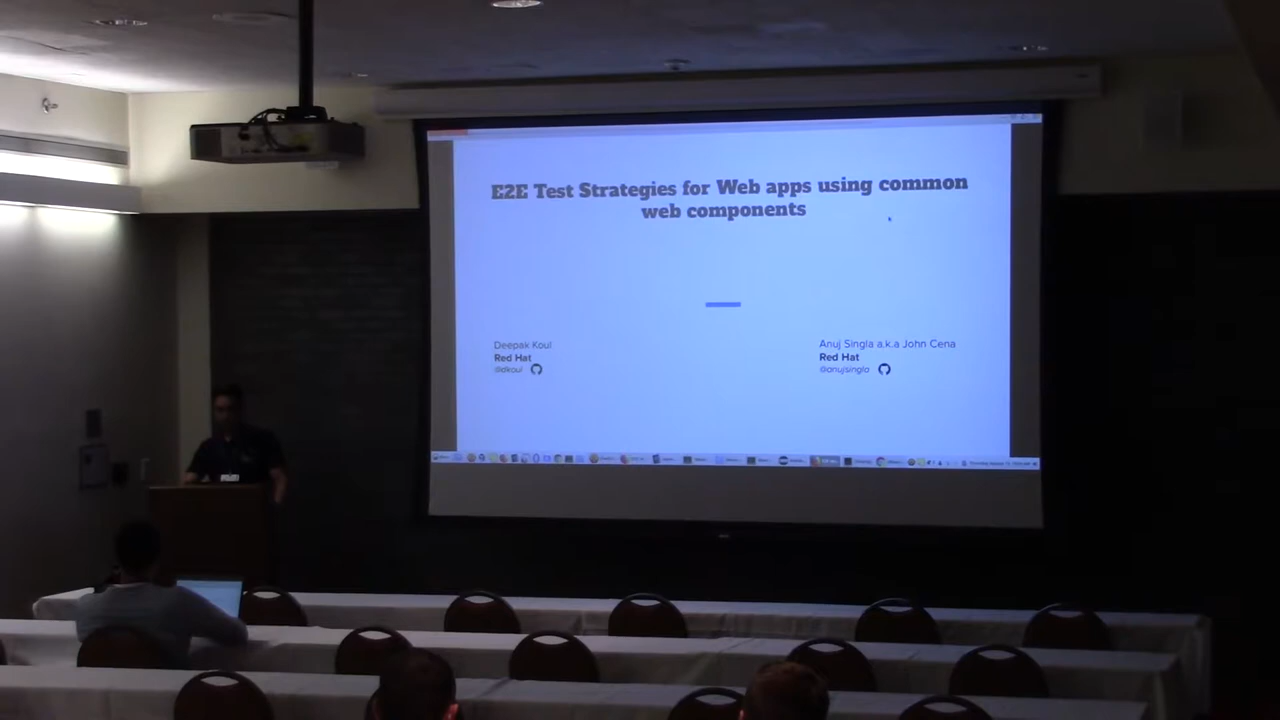 E2E Test Strategies for Web apps using common
web components
Deepak Koul
Red Hat
@dkoul
Anuj Singla a.k.a John Cena
Red Hat
@anujsingla